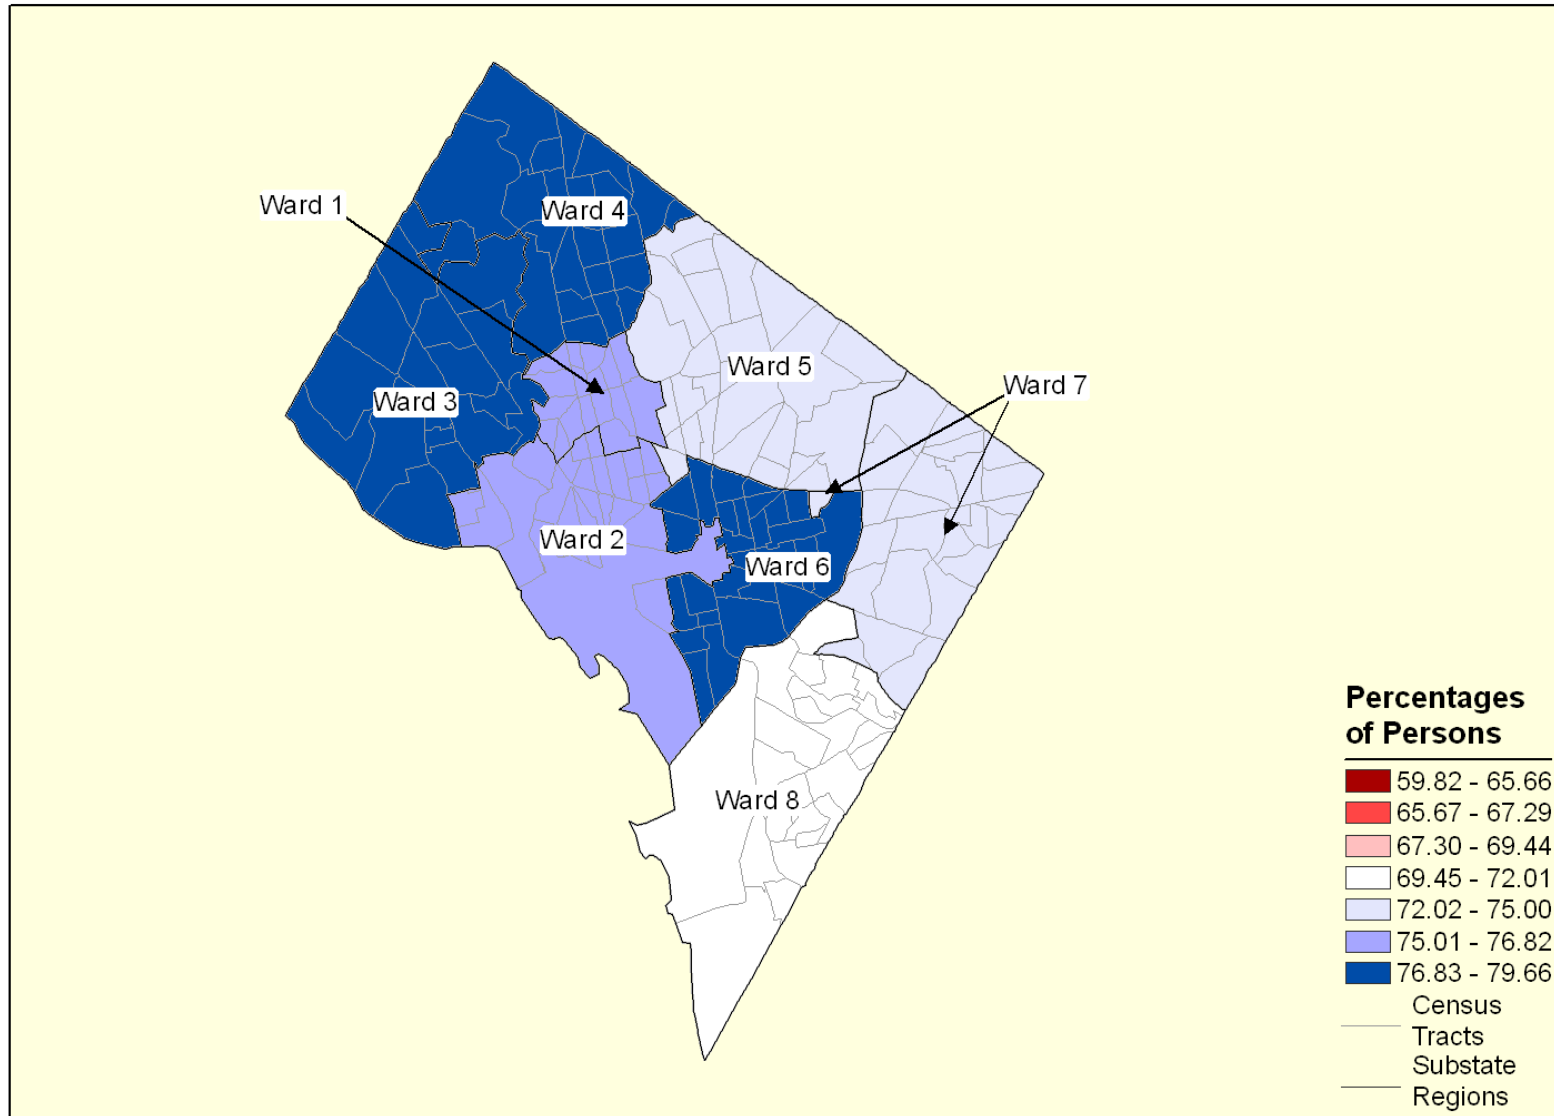 Ward 1
Ward 4
Ward 5
Ward 7
Ward 3
Ward 2
Ward 6
Ward 8
Percentages
of Persons
59.82 - 65.66
65.67 - 67.29
67.30 - 69.44
69.45 - 72.01
72.02 - 75.00
75.01 - 76.82
76.83 - 79.66
Census
Tracts
Substate
Regions